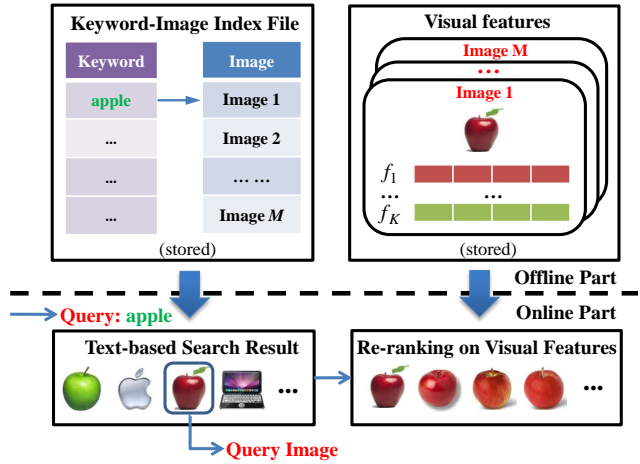 Keyword-Image Index File
Keyword
Image
apple
Image 1
...
Image 2
...
... ...
...
Image M
(stored)
Visual features
Image M
...
Image 1
f1
... ...
fK
(stored)
Offline Part
Online Part
Query: apple
Text-based Search Result
...
Query Image
Re-ranking on Visual Features
...